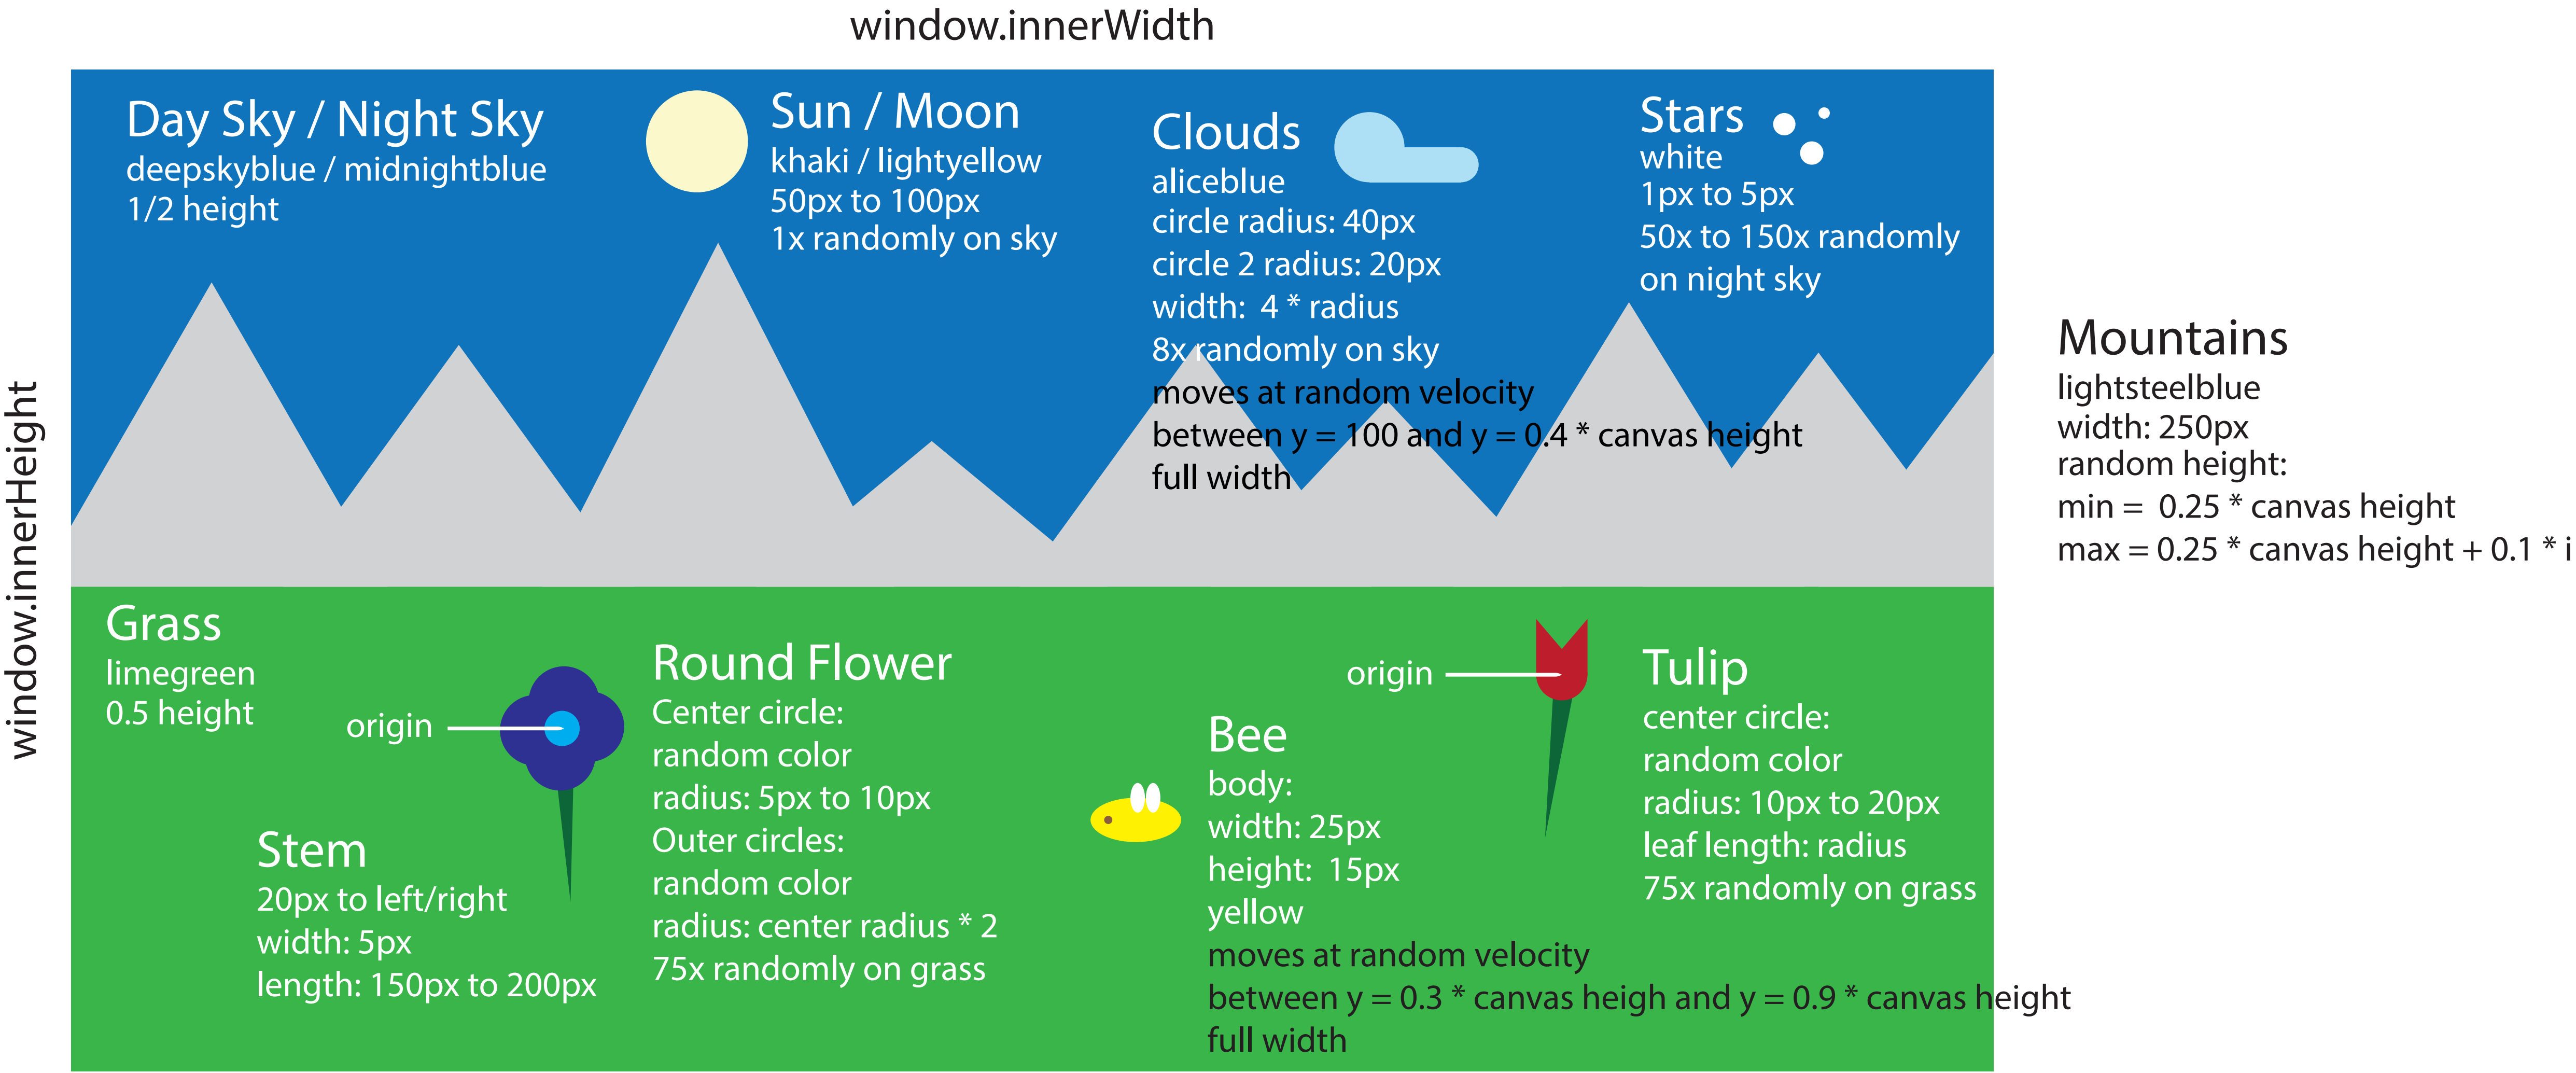 window.innerWidth
window.innerHeight
Day Sky / Night Sky
deepskyblue / midnightblue
1/2 height
Sun / Moon
khaki / lightyellow
50px to 100px
1x randomly on sky
Clouds
aliceblue
circle radius: 40px
circle 2 radius: 20px
width:  4 * radius
8x randomly on sky
moves at random velocity
between y = 100 and y = 0.4 * canvas height
full width
Stars
white
1px to 5px
50x to 150x randomly
on night sky
Mountains
lightsteelblue
width: 250px
random height:
min =  0.25 * canvas height
max = 0.25 * canvas height + 0.1 * i
Grass
limegreen
0.5 height
origin
Stem
20px to left/right
width: 5px
length: 150px to 200px
Round Flower
Center circle:
random color
radius: 5px to 10px
Outer circles:
random color
radius: center radius * 2
75x randomly on grass
Bee
body:
width: 25px
height:  15px
yellow
moves at random velocity
between y = 0.3 * canvas heigh and y = 0.9 * canvas height
full width
origin
Tulip
center circle:
random color
radius: 10px to 20px
leaf length: radius
75x randomly on grass